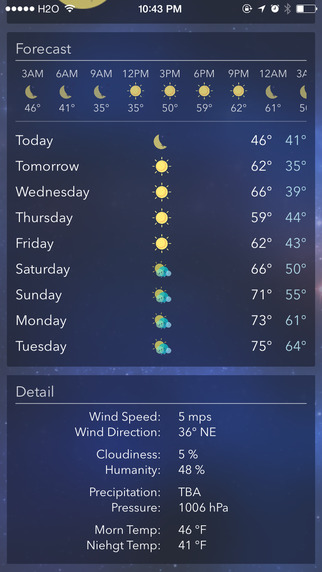 H2O 10:43 PM
Forecast
3AM 6AM 9AM 12PM 3PM 6PM 9PM 12AM 3A
46° 41° 35° 35° 50° 59° 62° 61° 50
Today 46° 41°
Tomorrow 62° 35°
Wednesday 66° 39°
Thursday 59° 44°
Friday 62° 43°
Saturday 66° 50°
Sunday 71° 55°
Monday 73° 61°
Tuesday 75° 64°
Detail
Wind Speed: 5 mps
Wind Direction: 36° NE
Cloudiness: 5 %
Humanity: 48 %
Precipitation: TBA
Pressure: 1006 hPa
Morn Temp: 46 °F
Niehgt Temp: 41 °F